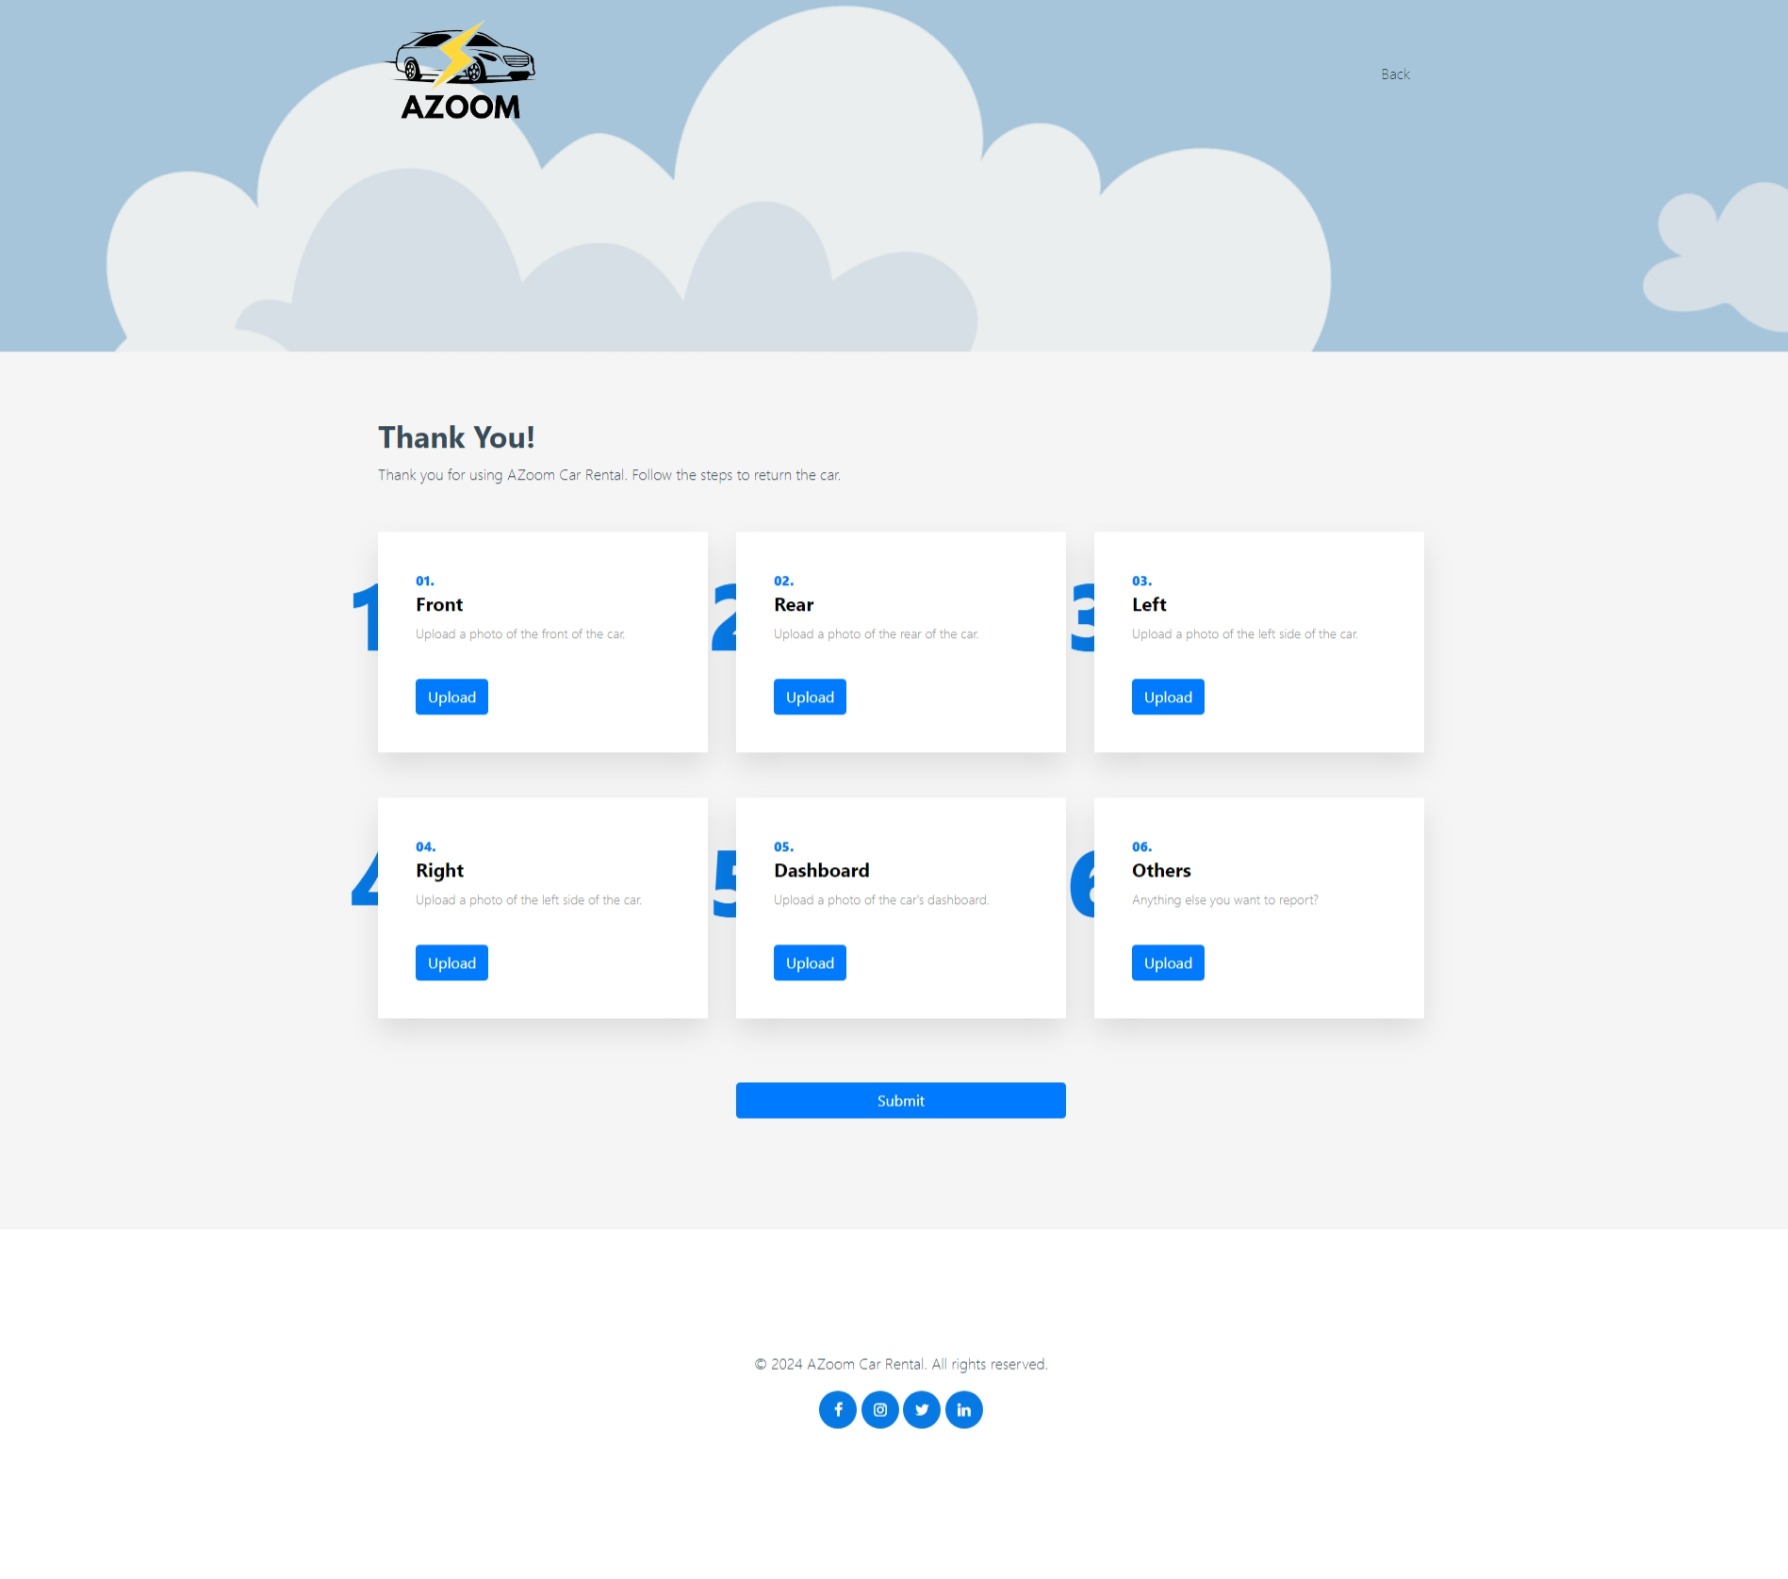 AZOOM
Back
Thank You!
Thank you for using AZoom Car Rental. Follow the steps to return the car.
1
01.
Front
Upload a photo of the front of the car.
Upload
2
02.
Rear
Upload a photo of the rear of the car.
Upload
3
03.
Left
Upload a photo of the left side of the car.
Upload
4
04.
Right
Upload a photo of the left side of the car.
Upload
5
05.
Dashboard
Upload a photo of the car's dashboard.
Upload
6
06.
Others
Anything else you want to report?
Upload
Submit
© 2024 AZoom Car Rental. All rights reserved.